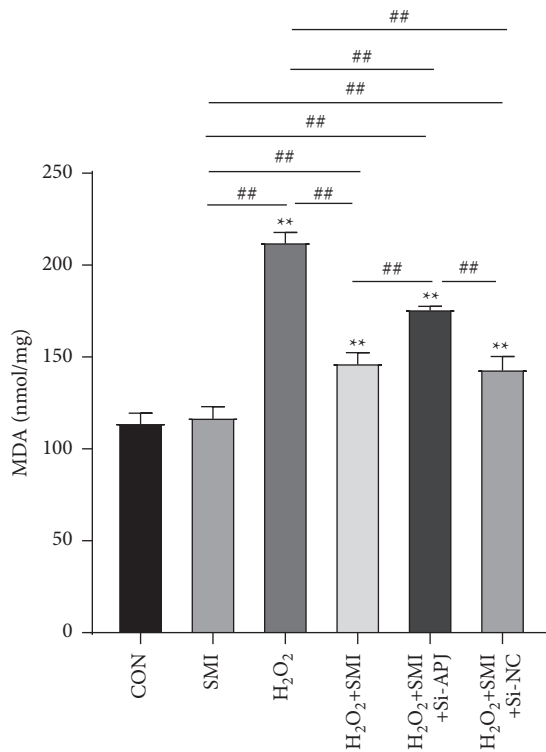 ##
##
##
##
##
##
##
**
##
##
**
**
**
250
200
150
100
50
0
MDA (nmol/mg)
CON
SMI
H₂O₂
H₂O₂+SMI
H₂O₂+SMI
+Si-APJ
H₂O₂+SMI
+Si-NC